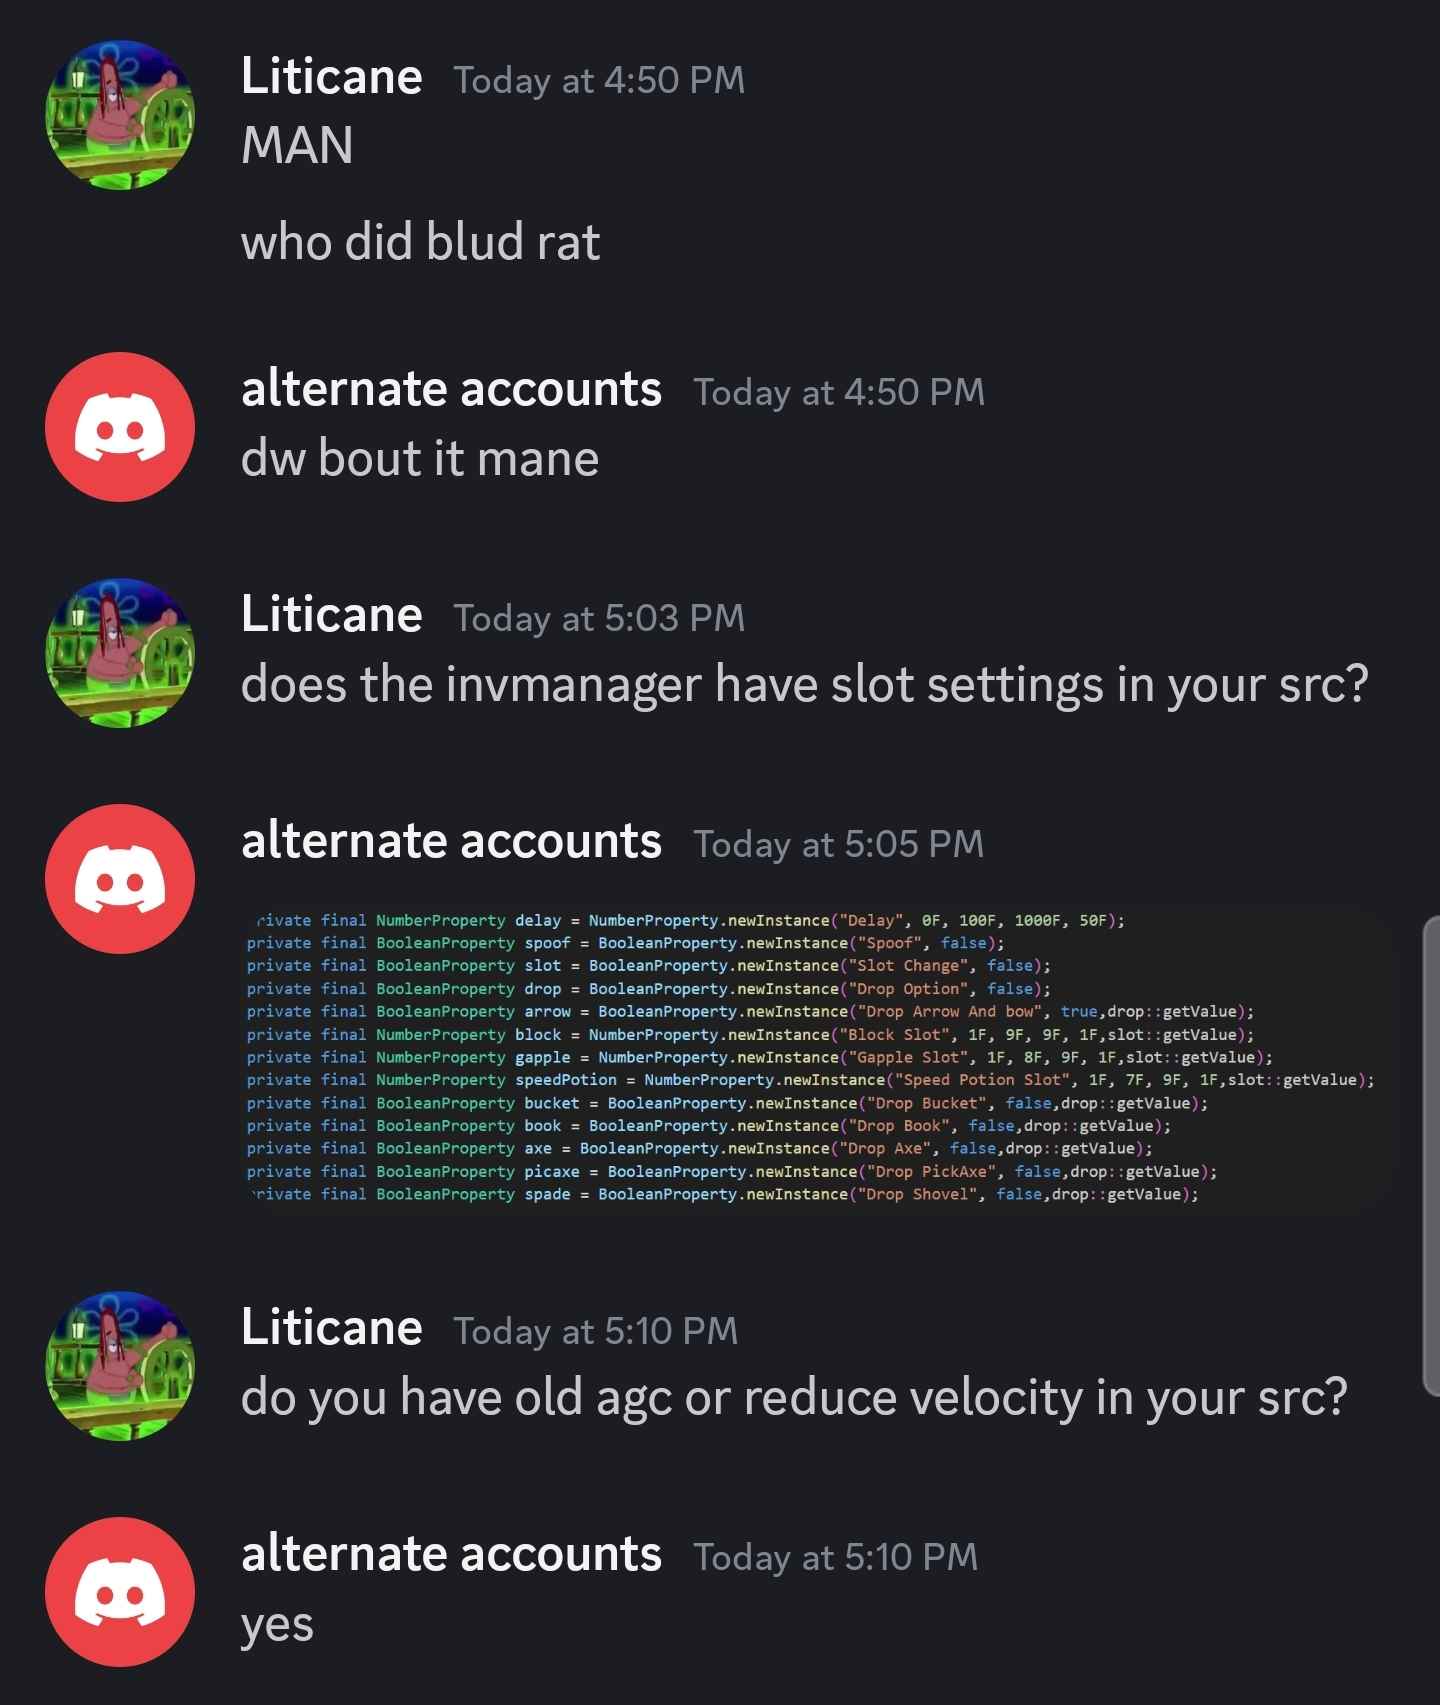 Liticane Today at 4:50 PM
MAN
who did blud rat
alternate accounts Today at 4:50 PM
dw bout it mane
Liticane Today at 5:03 PM
does the invmanager have slot settings in your src?
alternate accounts Today at 5:05 PM
rivate final NumberProperty delay = NumberProperty.newInstance("Delay", 0F, 100F, 1000F, 50F);
private final BooleanProperty spoof = BooleanProperty.newInstance("Spoof", false);
private final BooleanProperty slot = BooleanProperty.newInstance("Slot Change", false);
private final BooleanProperty drop = BooleanProperty.newInstance("Drop Option", false);
private final BooleanProperty arrow = BooleanProperty.newInstance("Drop Arrow And bow", true,drop::getValue);
private final NumberProperty block = NumberProperty.newInstance("Block Slot", 1F, 9F, 9F, 1F,slot::getValue);
private final NumberProperty gapple = NumberProperty.newInstance("Gapple Slot", 1F, 8F, 9F, 1F,slot::getValue);
private final NumberProperty speedPotion = NumberProperty.newInstance("Speed Potion Slot", 1F, 7F, 9F, 1F,slot::getValue);
private final BooleanProperty bucket = BooleanProperty.newInstance("Drop Bucket", false,drop::getValue);
private final BooleanProperty book = BooleanProperty.newInstance("Drop Book", false,drop::getValue);
private final BooleanProperty axe = BooleanProperty.newInstance("Drop Axe", false,drop::getValue);
private final BooleanProperty picaxe = BooleanProperty.newInstance("Drop PickAxe", false,drop::getValue);
rivate final BooleanProperty spade = BooleanProperty.newInstance("Drop Shovel", false,drop::getValue);
Liticane Today at 5:10 PM
do you have old agc or reduce velocity in your src?
alternate accounts Today at 5:10 PM
yes